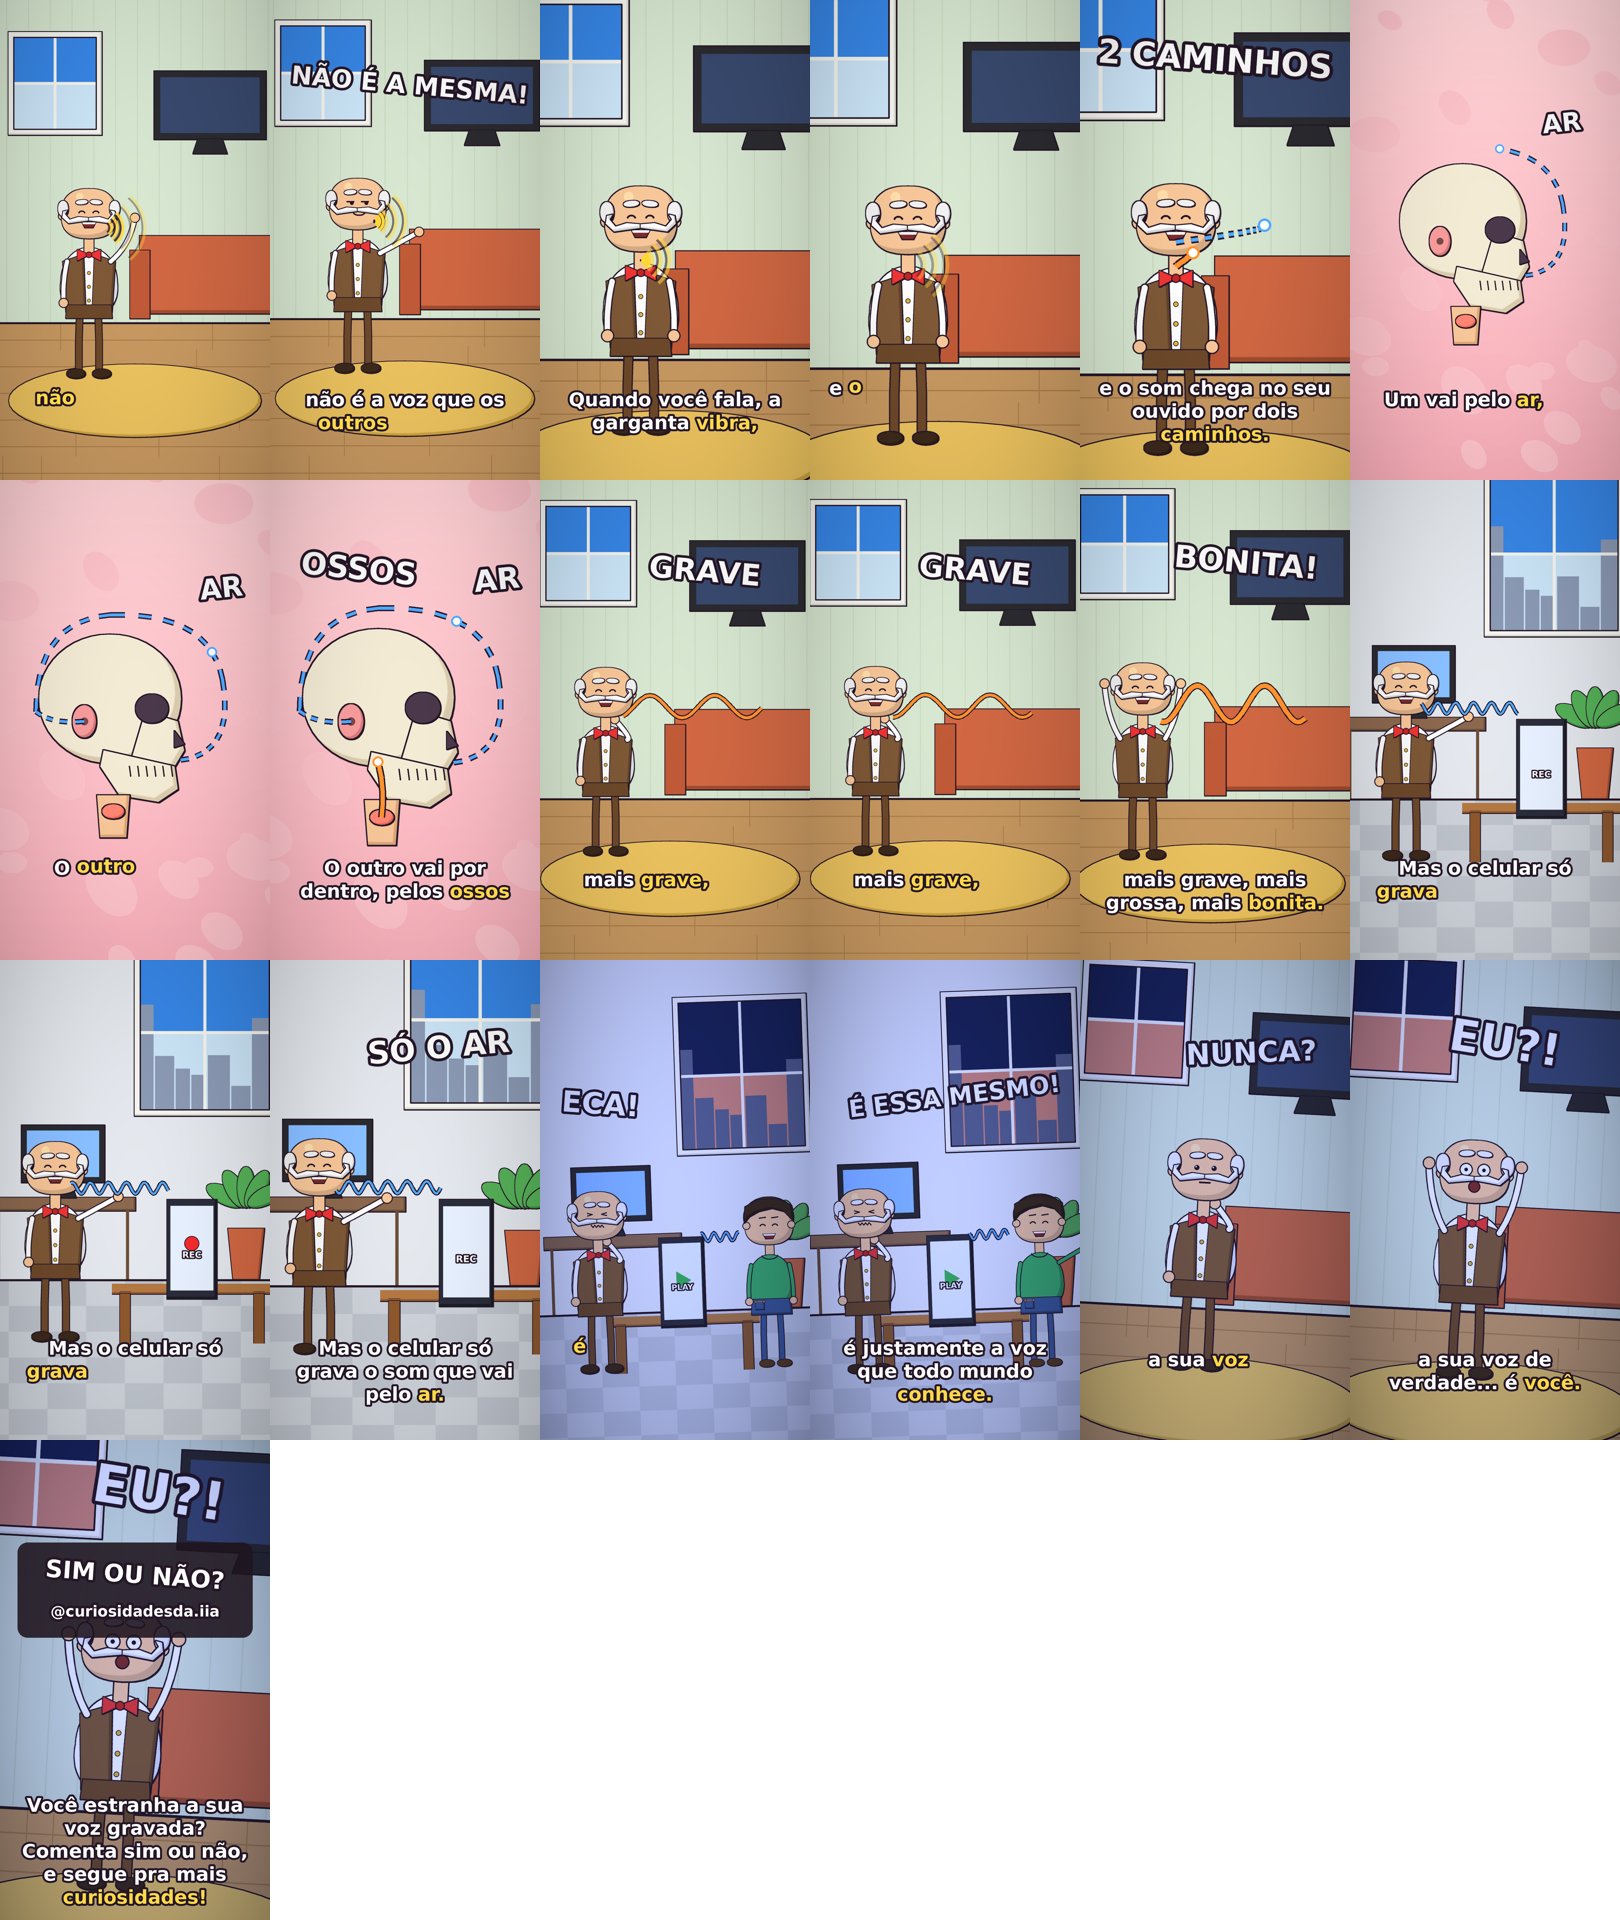 não
NÃO É A MESMA!
não é a voz que os
outros
Quando você fala, a
garganta vibra,
e o
2 CAMINHOS
e o som chega no seu
ouvido por dois
caminhos.
AR
Um vai pelo ar,
AR
O outro
OSSOS
AR
O outro vai por
dentro, pelos ossos
GRAVE
mais grave,
GRAVE
mais grave,
BONITA!
mais grave, mais
grossa, mais bonita.
REC
Mas o celular só
grava
REC
Mas o celular só
grava
SÓ O AR
REC
Mas o celular só
grava o som que vai
pelo ar.
ECA!
PLAY
é
É ESSA MESMO!
PLAY
é justamente a voz
que todo mundo
conhece.
NUNCA?
a sua voz
EU?!
a sua voz de
verdade... é você.
EU?!
SIM OU NÃO?
@curiosidadesda.iia
Você estranha a sua
voz gravada?
Comenta sim ou não,
e segue pra mais
curiosidades!